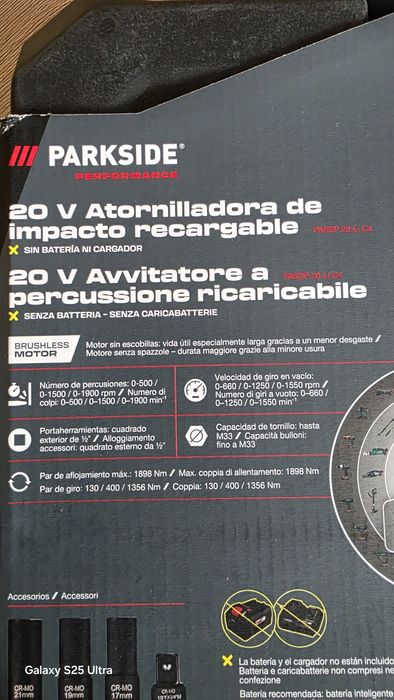 PARKSIDE®
PERFORMANCE
20 V Atornilladora de
impacto recargable
SIN BATERÍA NI CARGADOR
20 V Avvitatore a
percussione ricaricabile
SENZA BATTERIA – SENZA CARICABATTERIE
BRUSHLESS
MOTOR
Motor sin escobillas: vida útil especialmente larga gracias a un menor desgaste /
Motore senza spazzole – durata maggiore grazie alla minore usura
Número de percusiones: 0-500 /
0-1500 / 0-1900 rpm / Numero di
colpi: 0-500 / 0-1500 / 0-1900 min⁻¹
Velocidad de giro en vacío:
0-660 / 0-1250 / 0-1550 rpm /
Numero di giri a vuoto: 0–660 /
0–1250 / 0–1550 min⁻¹
Portaherramientas: cuadrado
exterior de ½" / Alloggiamento
accessori: quadrato esterno da ½"
Capacidad de tornillo: hasta
M33 / Capacità bulloni:
fino a M33
Par de aflojamiento máx.: 1898 Nm / Max. coppia di allentamento: 1898 Nm
Par de giro: 130 / 400 / 1356 Nm / Coppia: 130 / 400 / 1356 Nm
Accesorios / Accessori
CR-MO
21mm
CR-MO
19mm
CR-MO
17mm
CR-MO
La batería y el cargador no están incluido
Batteria e caricabatterie non compresi ne
confezione
Batería recomendada: batería inteligente
Galaxy S25 Ultra